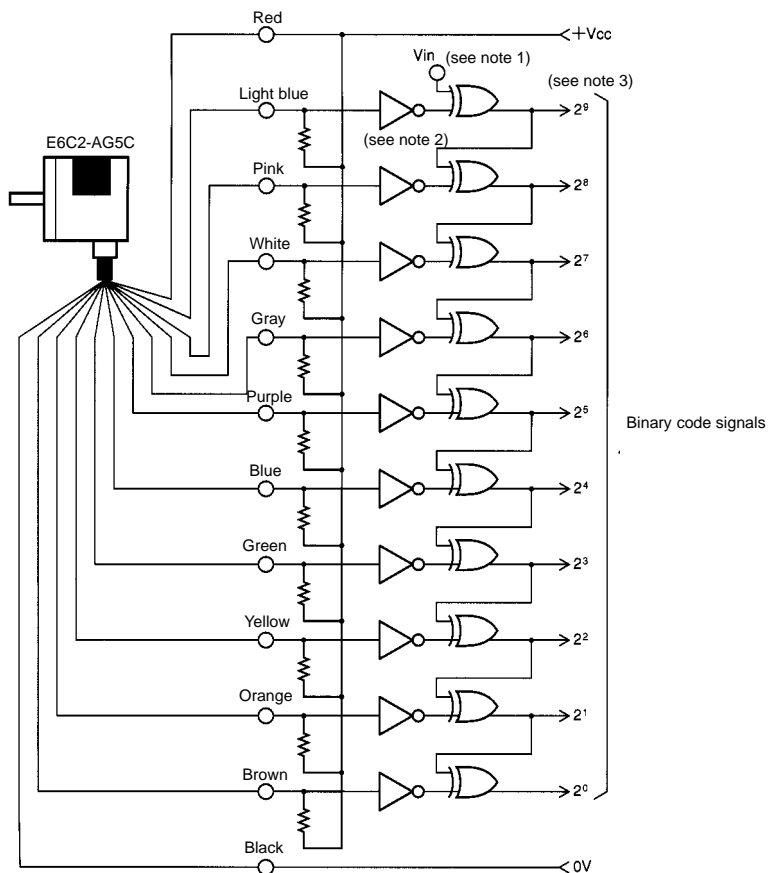 Red
+Vcc
Vin (see note 1)
(see note 3)
Light blue
2⁹
E6C2-AG5C
(see note 2)
Pink
2⁸
White
2⁷
Gray
2⁶
Purple
2⁵
Binary code signals
Blue
2⁴
Green
2³
Yellow
2²
Orange
2¹
Brown
2⁰
Black
0V